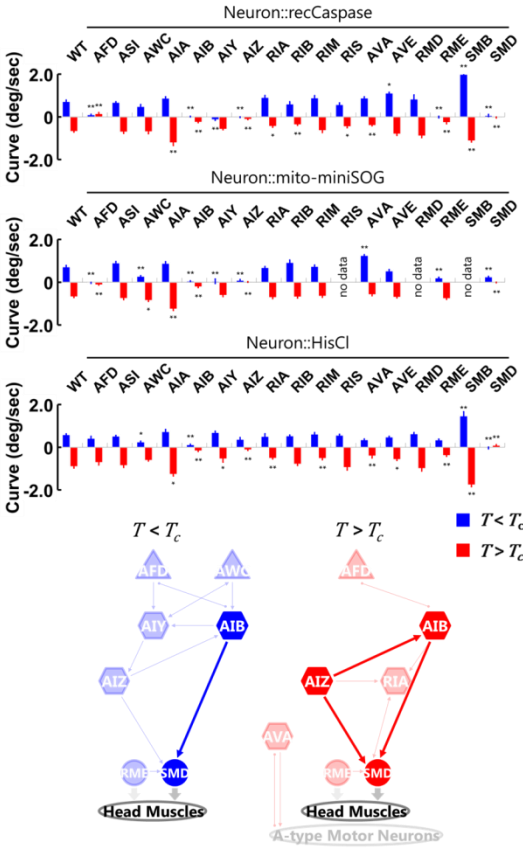 Neuron::recCaspase
WT AFD ASI AWC AIA AIB AIY AIZ RIA RIB RIM RIS AVA AVE RMD RME SMB SMD
Curve (deg/sec)
2.0
0
-2.0
** ** ** ** ** ** ** * ** * ** * ** ** ** ** ** **
Neuron::mito-miniSOG
WT AFD ASI AWC AIA AIB AIY AIZ RIA RIB RIM RIS AVA AVE RMD RME SMB SMD
Curve (deg/sec)
2.0
0
-2.0
** ** ** * ** ** ** ** ** ** no data ** no data ** no data ** **
Neuron::HisCl
WT AFD ASI AWC AIA AIB AIY AIZ RIA RIB RIM RIS AVA AVE RMD RME SMB SMD
Curve (deg/sec)
2.0
0
-2.0
* * ** ** * ** ** ** ** * ** ** ** ** **
T < Tc
T > Tc
T < Tc
T > Tc
AFD AWC
AIY AIB
AIZ
RME SMD
Head Muscles
AFD
AIB
AIZ RIA
AVA
RME SMD
Head Muscles
A-type Motor Neurons